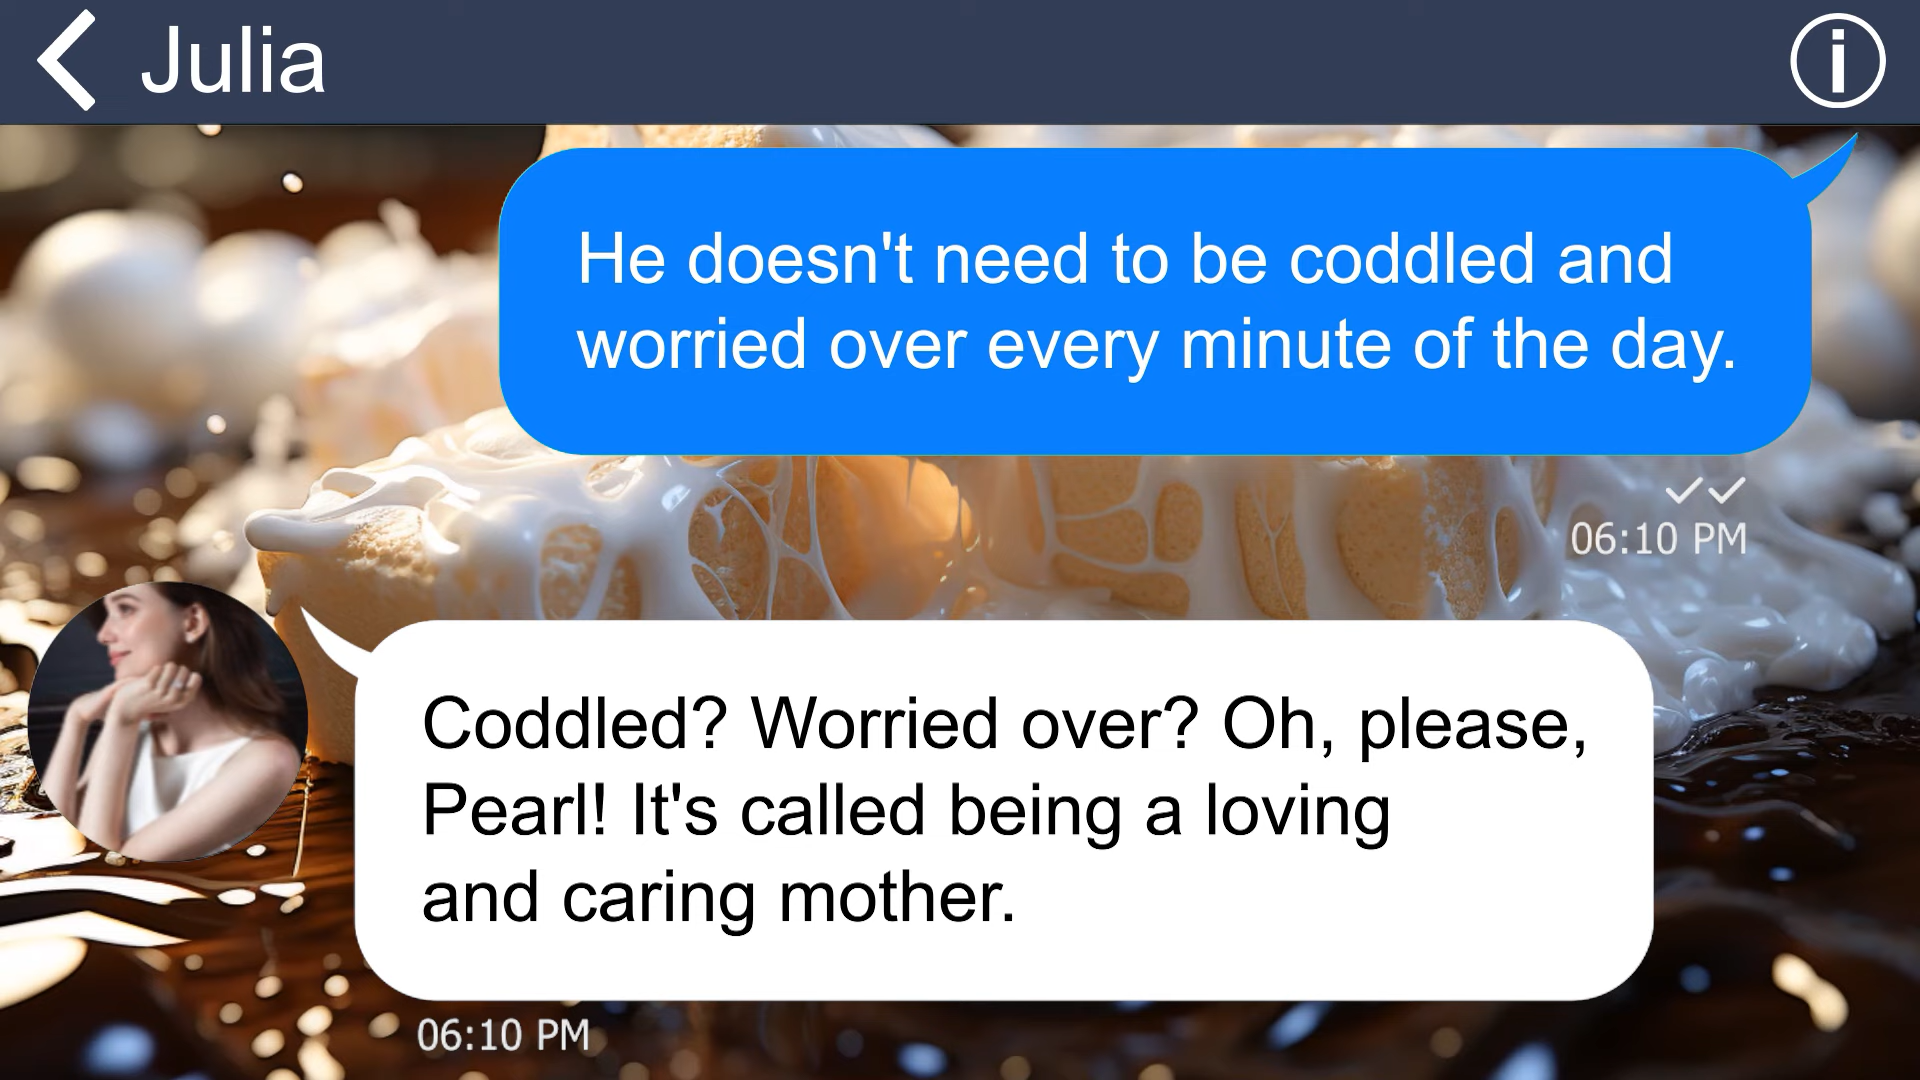 Julia
He doesn't need to be coddled and
worried over every minute of the day.
06:10 PM
Coddled? Worried over? Oh, please,
Pearl! It's called being a loving
and caring mother.
06:10 PM